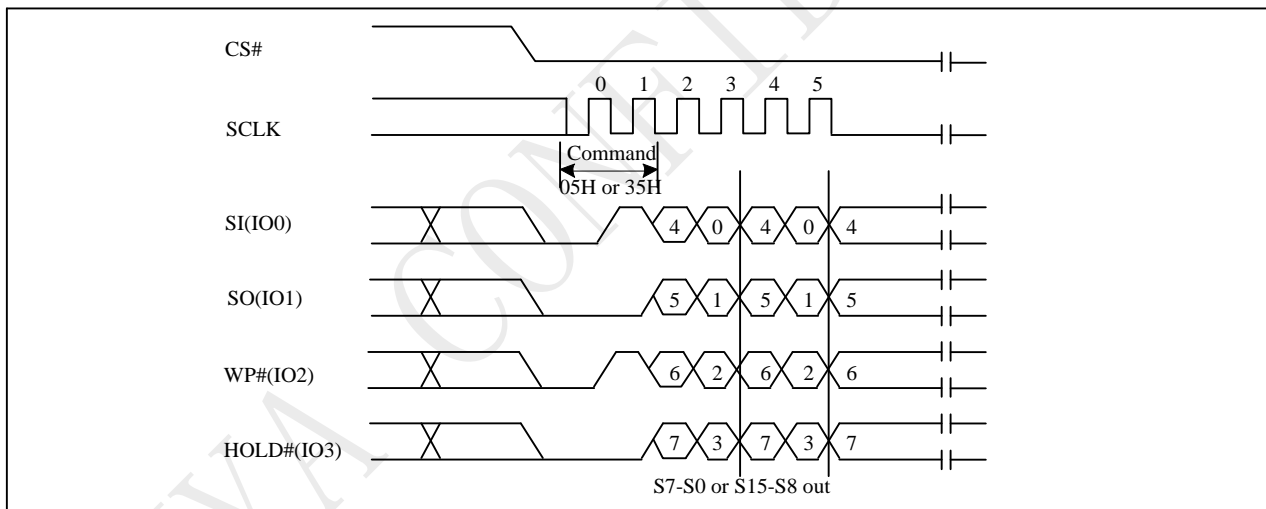 CS#
0 1 2 3 4 5
SCLK
Command
05H or 35H
SI(IO0) 4 0 4 0 4
SO(IO1) 5 1 5 1 5
WP#(IO2) 6 2 6 2 6
HOLD#(IO3) 7 3 7 3 7
S7-S0 or S15-S8 out